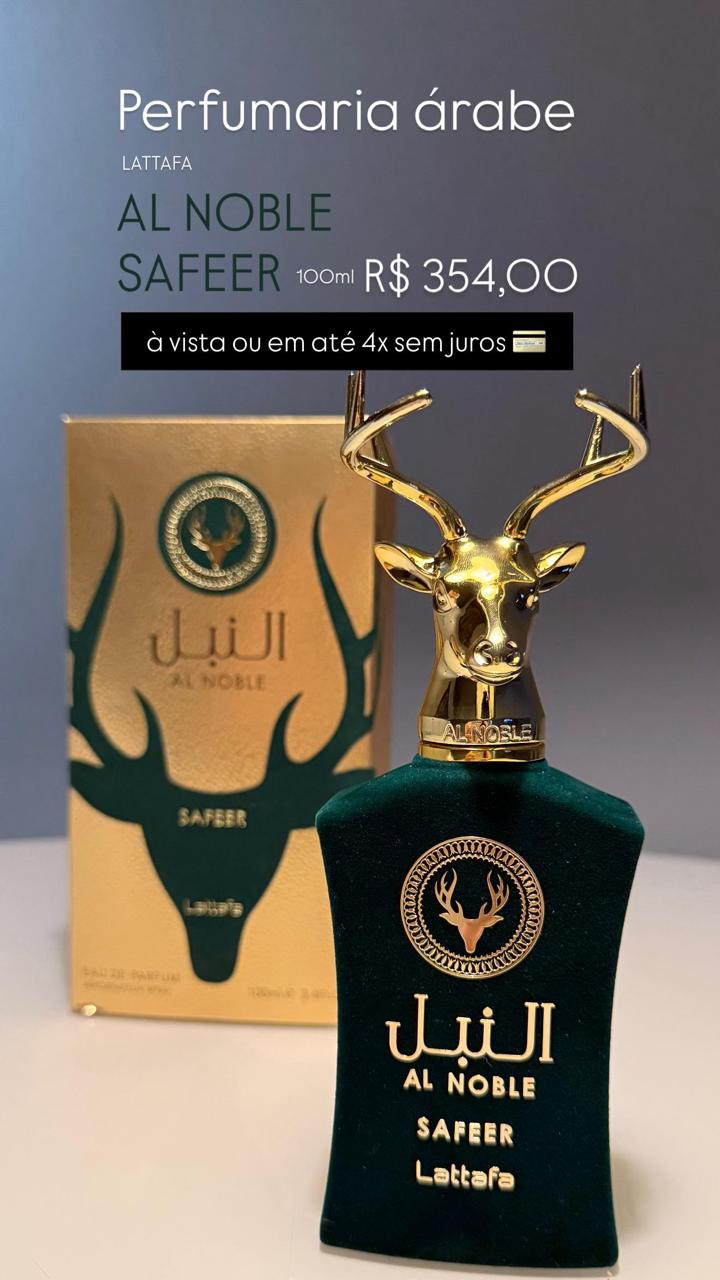 Perfumaria árabe
LATTAFA
AL NOBLE
SAFEER 100ml R$ 354,00
à vista ou em até 4x sem juros 💳
النبل
AL NOBLE
SAFEER
Lattafa
EAU DE PARFUM
AL NOBLE
النبل
AL NOBLE
SAFEER
Lattafa